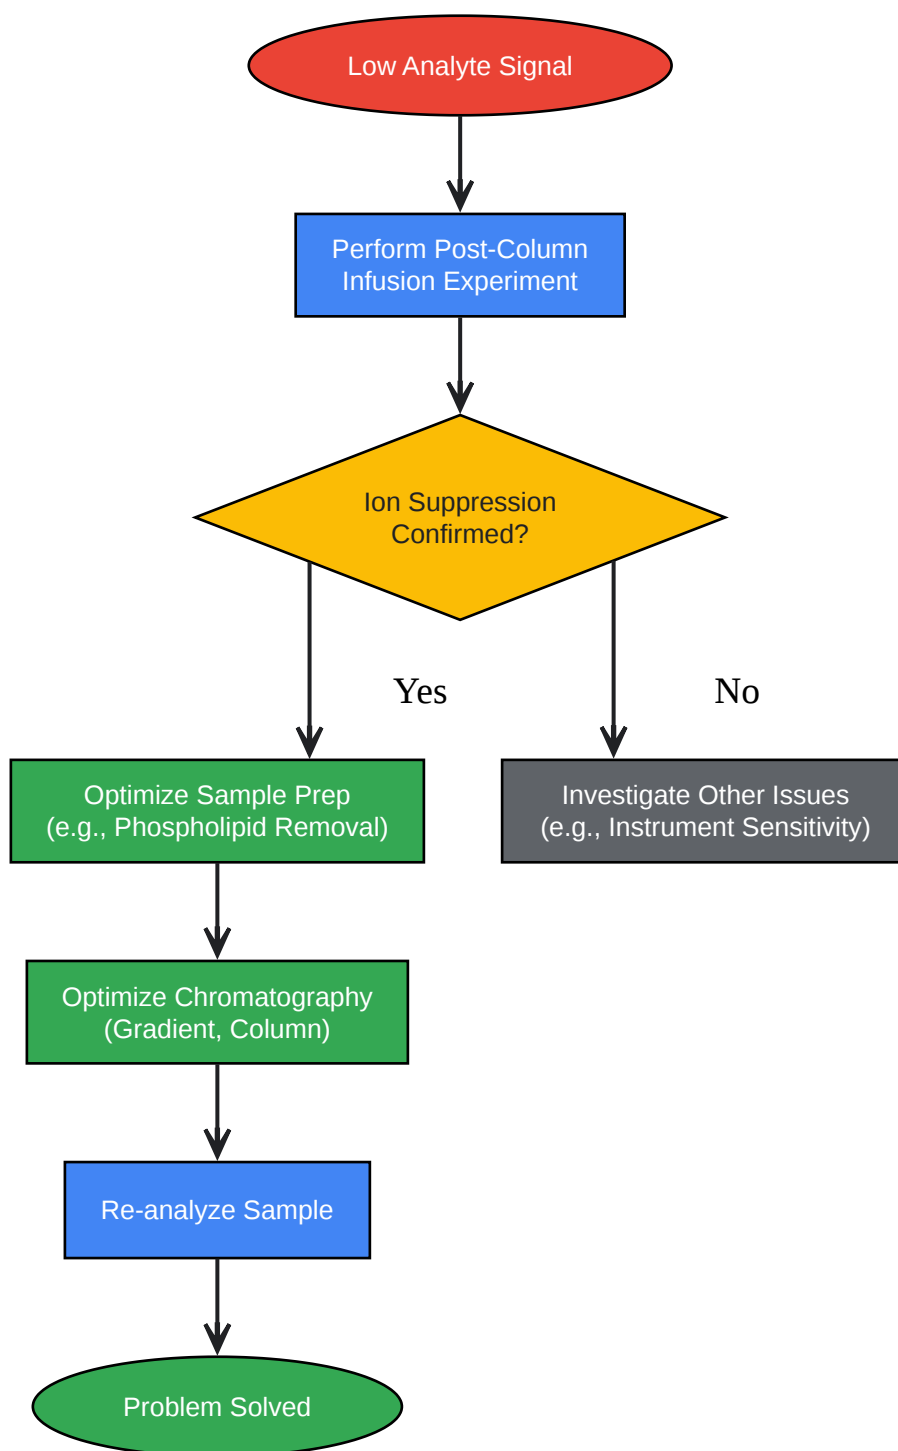 Low Analyte Signal
Perform Post-Column
Infusion Experiment
Ion Suppression
Confirmed?
Yes
No
Optimize Sample Prep
(e.g., Phospholipid Removal)
Investigate Other Issues
(e.g., Instrument Sensitivity)
Optimize Chromatography
(Gradient, Column)
Re-analyze Sample
Problem Solved